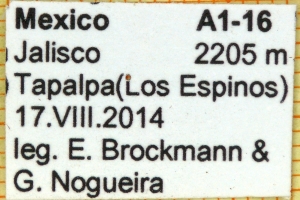 Mexico A1-16
Jalisco 2205 m
Tapalpa(Los Espinos)
17.VIII.2014
leg. E. Brockmann &
G. Nogueira